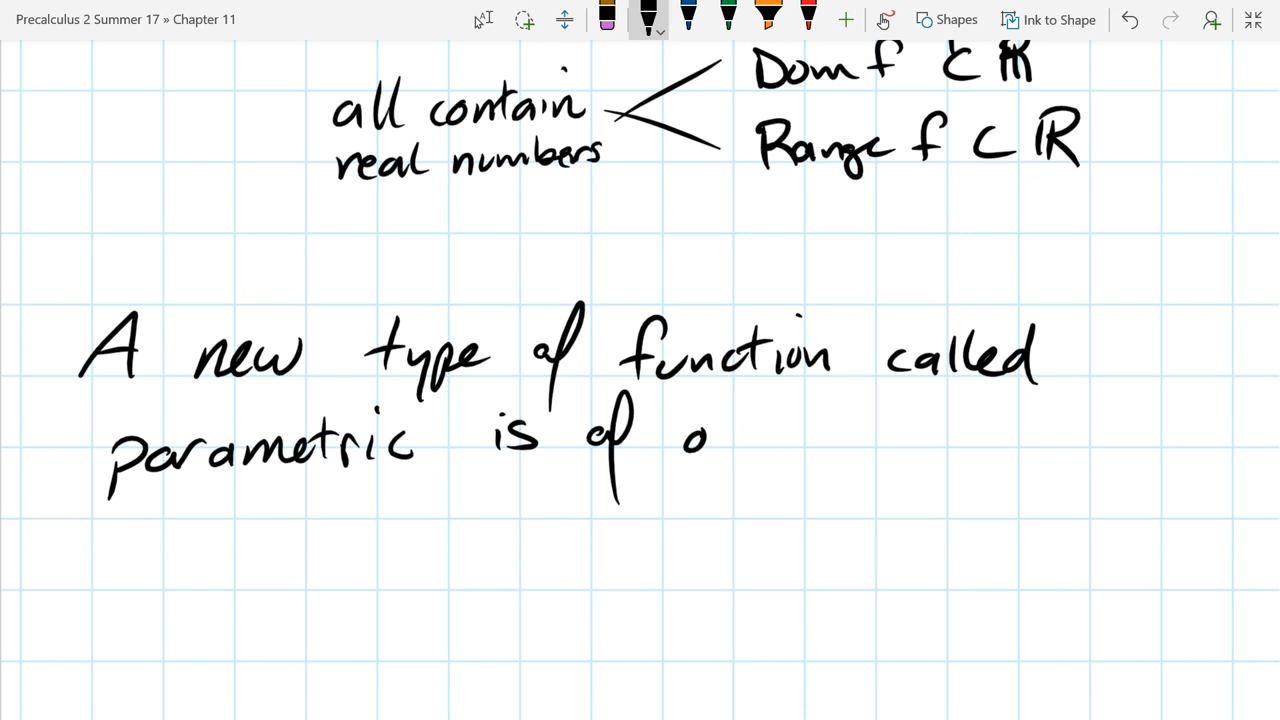 Precalculus 2 Summer 17 » Chapter 11
Shapes
Ink to Shape
Dom f ⊂ ℝ
all contain
real numbers
Range f ⊂ ℝ
A new type of function called
parametric is of o